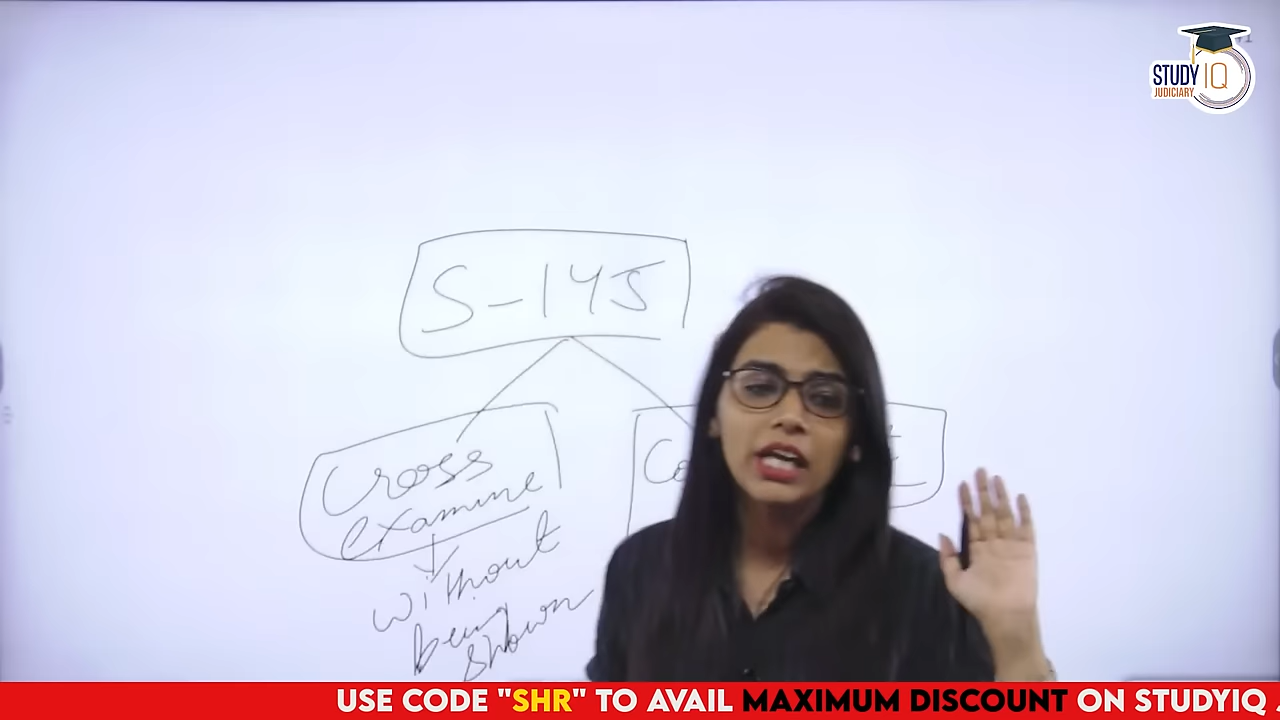 STUDY IQ
JUDICIARY
S-145
Cross
examine
without
being
shown
USE CODE "SHR" TO AVAIL MAXIMUM DISCOUNT ON STUDYIQ